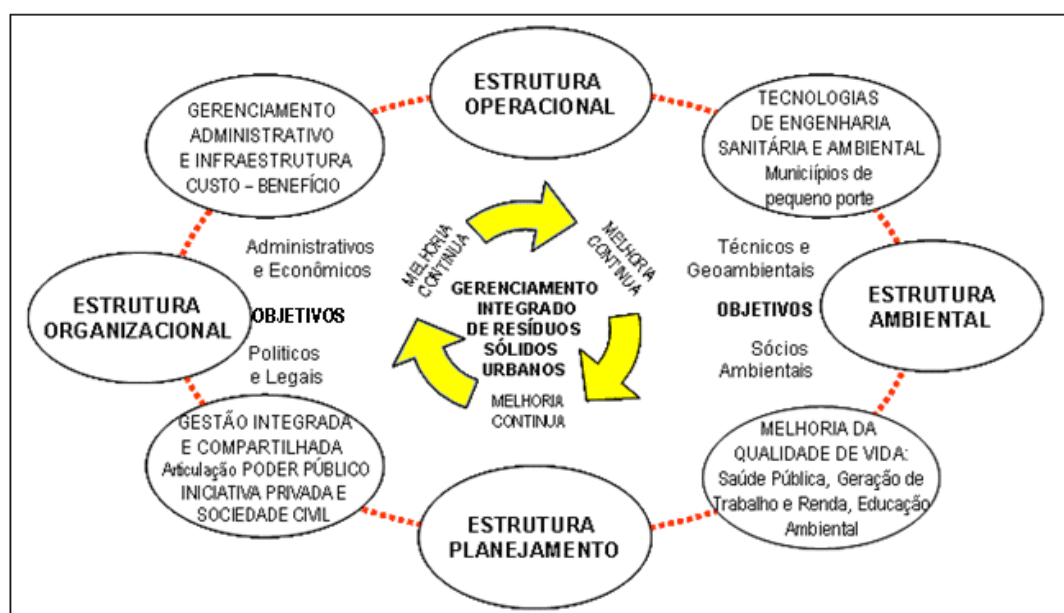 ESTRUTURA
OPERACIONAL
GERENCIAMENTO
ADMINISTRATIVO
E INFRAESTRUTURA
CUSTO – BENEFÍCIO
TECNOLOGIAS
DE ENGENHARIA
SANITÁRIA E AMBIENTAL
Municiípios de
pequeno porte
Administrativos
e Econômicos
MELHORIA
CONTINUA
MELHORIA
CONTINUA
Técnicos e
Geoambientais
ESTRUTURA
ORGANIZACIONAL
OBJETIVOS
GERENCIAMENTO
INTEGRADO
DE RESÍDUOS
SÓLIDOS
URBANOS
OBJETIVOS
ESTRUTURA
AMBIENTAL
Politicos
e Legais
MELHORIA
CONTINUA
Sócios
Ambientais
GESTÃO INTEGRADA
E COMPARTILHADA
Articulação PODER PÚBLICO
INICIATIVA PRIVADA E
SOCIEDADE CIVIL
MELHORIA DA
QUALIDADE DE VIDA:
Saúde Pública, Geração de
Trabalho e Renda, Educação
Ambiental
ESTRUTURA
PLANEJAMENTO